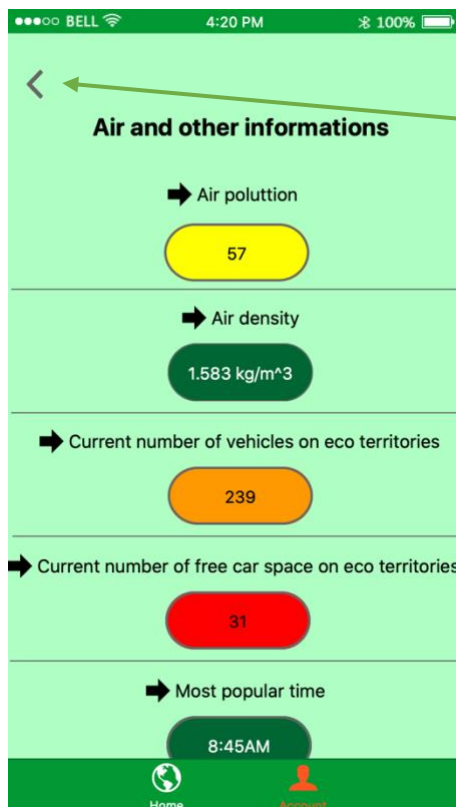 BELL 4:20 PM 100%
Air and other informations
Air poluttion
57
Air density
1.583 kg/m^3
Current number of vehicles on eco territories
239
Current number of free car space on eco territories
31
Most popular time
8:45AM
Home Account